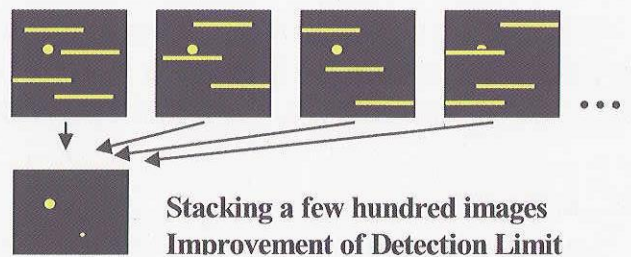 Stacking a few hundred images
Improvement of Detection Limit